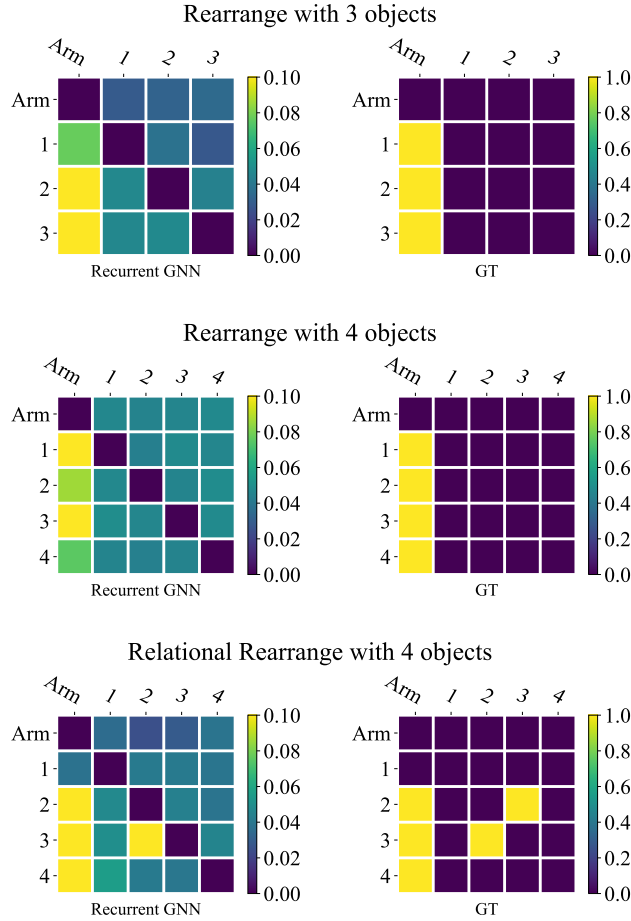 Rearrange with 3 objects
Arm 1 2 3
Arm
1
2
3
0.10
0.08
0.06
0.04
0.02
0.00
Recurrent GNN
Arm 1 2 3
Arm
1
2
3
1.0
0.8
0.6
0.4
0.2
0.0
GT
Rearrange with 4 objects
Arm 1 2 3 4
Arm
1
2
3
4
0.10
0.08
0.06
0.04
0.02
0.00
Recurrent GNN
Arm 1 2 3 4
Arm
1
2
3
4
1.0
0.8
0.6
0.4
0.2
0.0
GT
Relational Rearrange with 4 objects
Arm 1 2 3 4
Arm
1
2
3
4
0.10
0.08
0.06
0.04
0.02
0.00
Recurrent GNN
Arm 1 2 3 4
Arm
1
2
3
4
1.0
0.8
0.6
0.4
0.2
0.0
GT